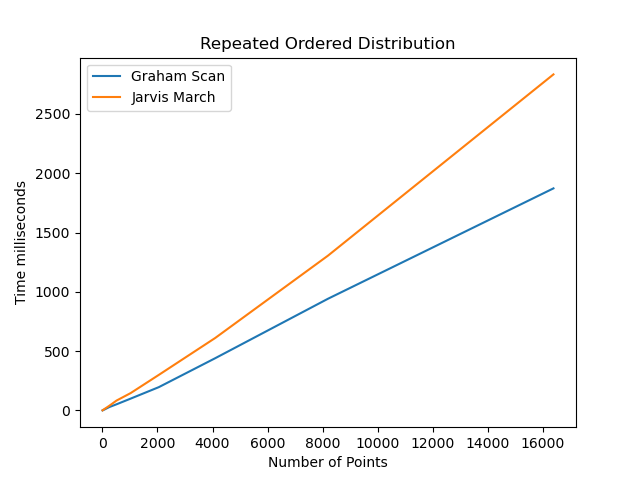 Repeated Ordered Distribution
Graham Scan
Jarvis March
Time milliseconds
2500
2000
1500
1000
500
0
0 2000 4000 6000 8000 10000 12000 14000 16000
Number of Points